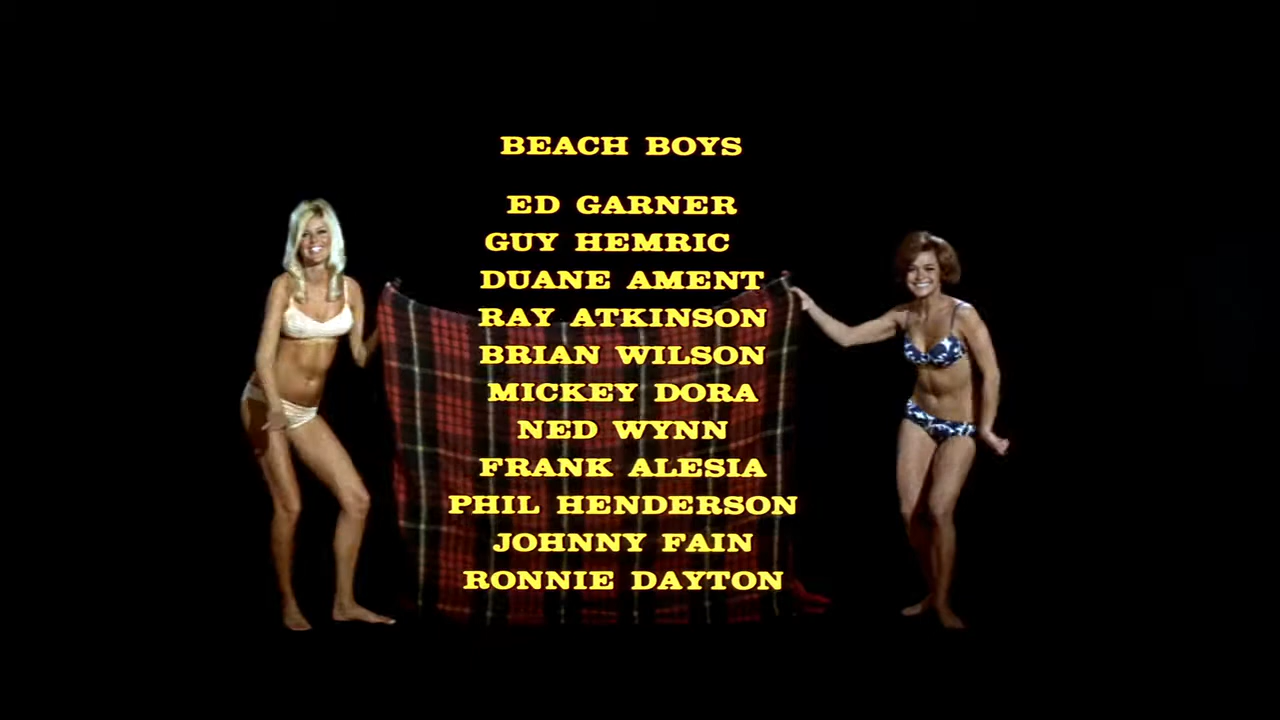 BEACH BOYS
ED GARNER
GUY HEMRIC
DUANE AMENT
RAY ATKINSON
BRIAN WILSON
MICKEY DORA
NED WYNN
FRANK ALESIA
PHIL HENDERSON
JOHNNY FAIN
RONNIE DAYTON